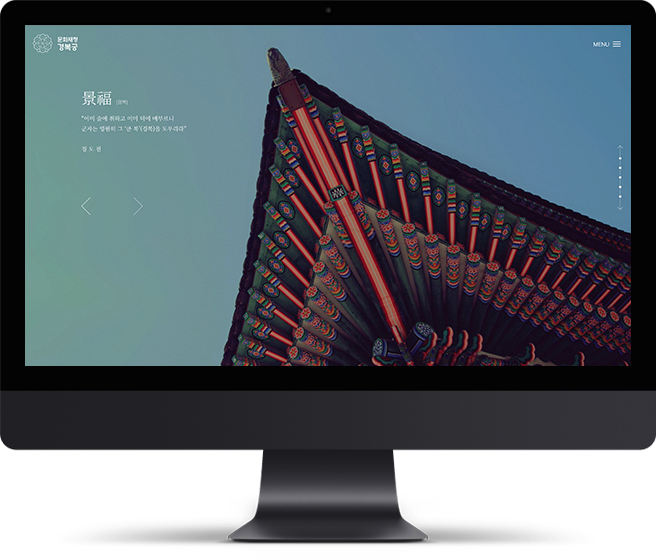 문화재청
경복궁
MENU
景福 [경복]
“이미 술에 취하고 이미 덕에 배부르니
군자는 영원히 그 ‘큰 복’(경복)을 도우리라”
정 도 전